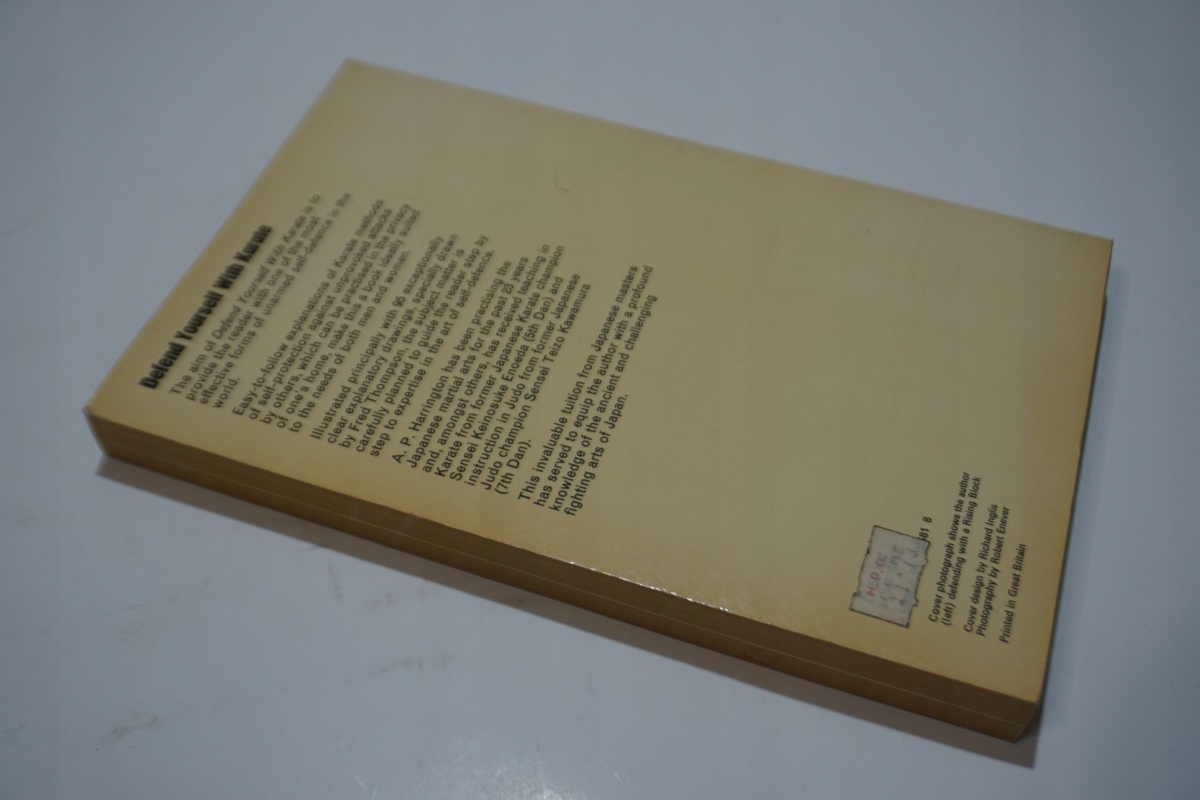 Defend Yourself With Karate
The aim of Defend Yourself With Karate is to
provide the reader with one of the most
effective forms of unarmed self-defence in the
world.
Easy-to-follow explanations of Karate methods
of self-protection against unprovoked attacks
by others, which can be practised in the privacy
of one's home, make this a book ideally suited
to the needs of both men and women.
Illustrated principally with 96 exceptionally
clear explanatory drawings, specially drawn
by Fred Thompson, the subject matter is
carefully planned to guide the reader step by
step to expertise in the art of self-defence.
A. P. Harrington has been practising the
Japanese martial arts for the past 23 years
and, amongst others, has received teaching in
Karate from former Japanese Karate champion
Sensei Keinosuke Enoeda (5th Dan) and
instruction in Judo from former Japanese
Judo champion Sensei Teizo Kawamura
(7th Dan).
This invaluable tuition from Japanese masters
has served to equip the author with a profound
knowledge of the ancient and challenging
fighting arts of Japan.
81 8
Cover photograph shows the author
(left) defending with a Rising Block
Cover design by Richard Inglis
Photography by Robert Enever
Printed in Great Britain